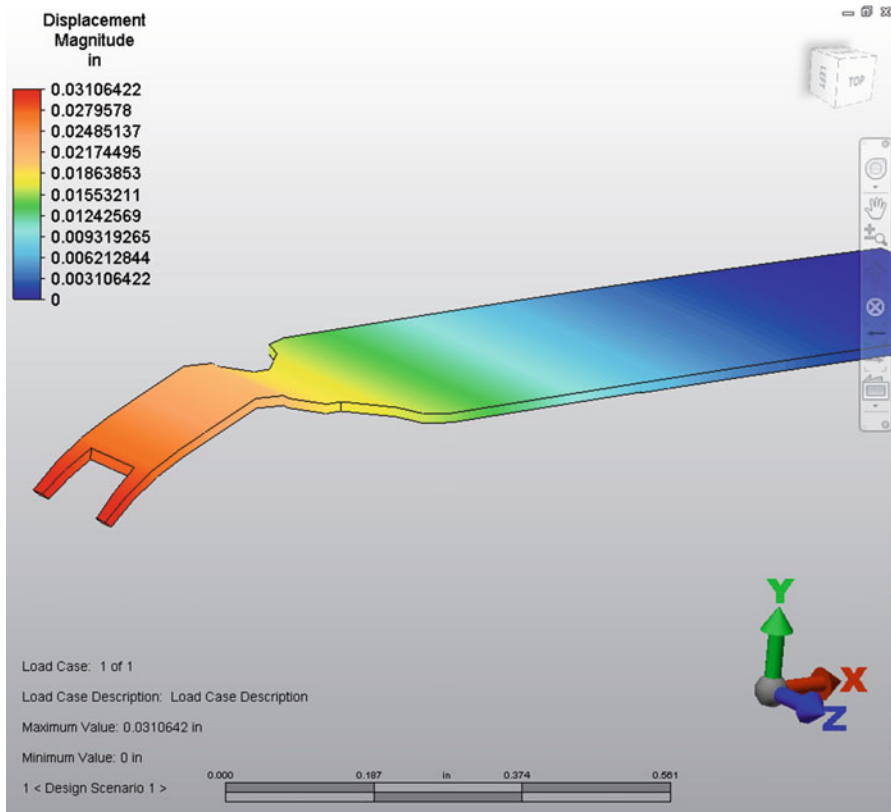 Displacement
Magnitude
in
0.03106422
0.0279578
0.02485137
0.02174495
0.01863853
0.01553211
0.01242569
0.009319265
0.006212844
0.003106422
0
LEFT
TOP
Y
X
Z
Load Case: 1 of 1
Load Case Description: Load Case Description
Maximum Value: 0.0310642 in
Minimum Value: 0 in
1 < Design Scenario 1 >
0.000 0.187 in 0.374 0.561